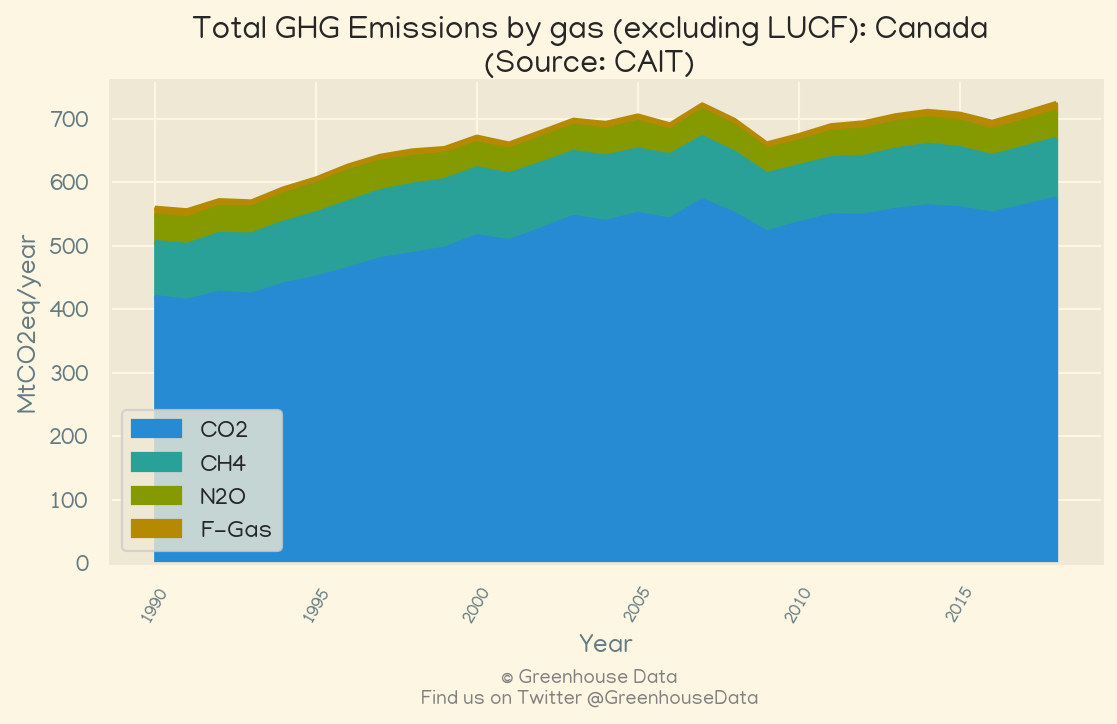 Total GHG Emissions by gas (excluding LUCF): Canada
(Source: CAIT)
MtCO2eq/year
700
600
500
400
300
200
100
0
CO2
CH4
N2O
F-Gas
1990
1995
2000
2005
2010
2015
Year
© Greenhouse Data
Find us on Twitter @GreenhouseData